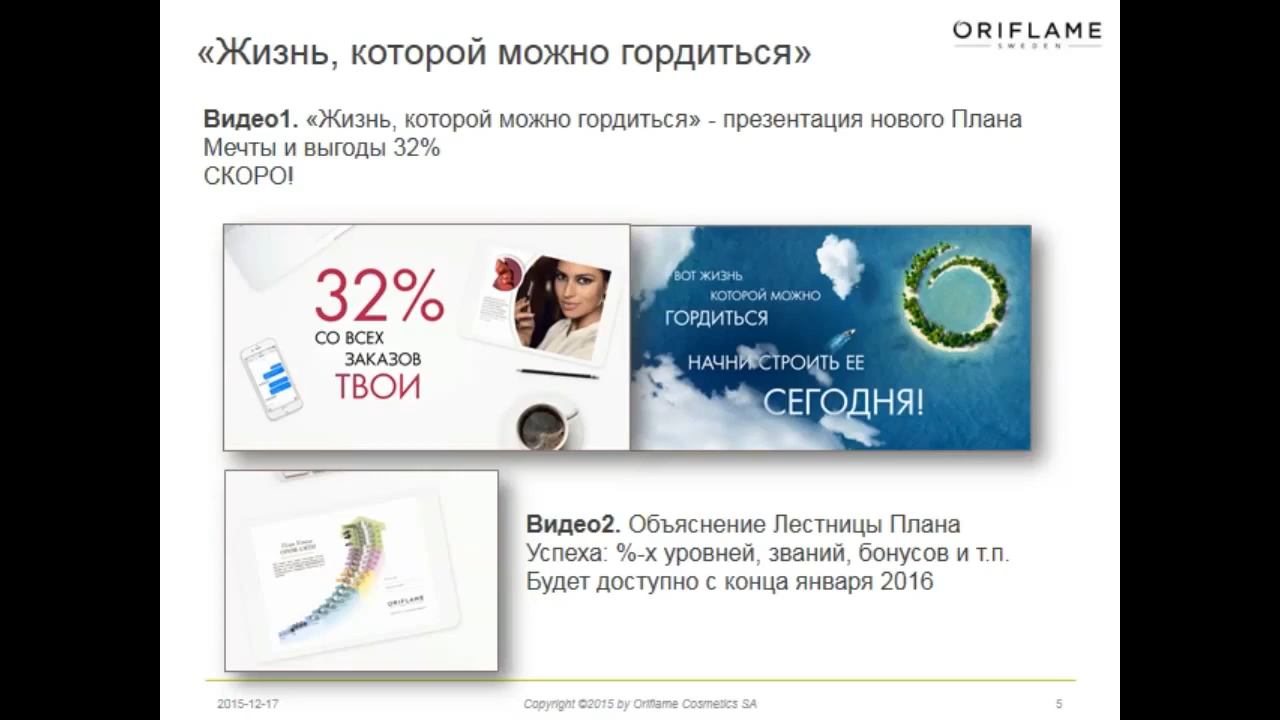 «Жизнь, которой можно гордиться»
ORIFLAME
SWEDEN
Видео1. «Жизнь, которой можно гордиться» - презентация нового Плана
Мечты и выгоды 32%
СКОРО!
32%
СО ВСЕХ
ЗАКАЗОВ
ТВОИ
ВОТ ЖИЗНЬ
КОТОРОЙ МОЖНО
ГОРДИТЬСЯ
НАЧНИ СТРОИТЬ ЕЕ
СЕГОДНЯ!
ORIFLAME
Видео2. Объяснение Лестницы Плана
Успеха: %-х уровней, званий, бонусов и т.п.
Будет доступно с конца января 2016
2015-12-17
Copyright ©2015 by Oriflame Cosmetics SA
5